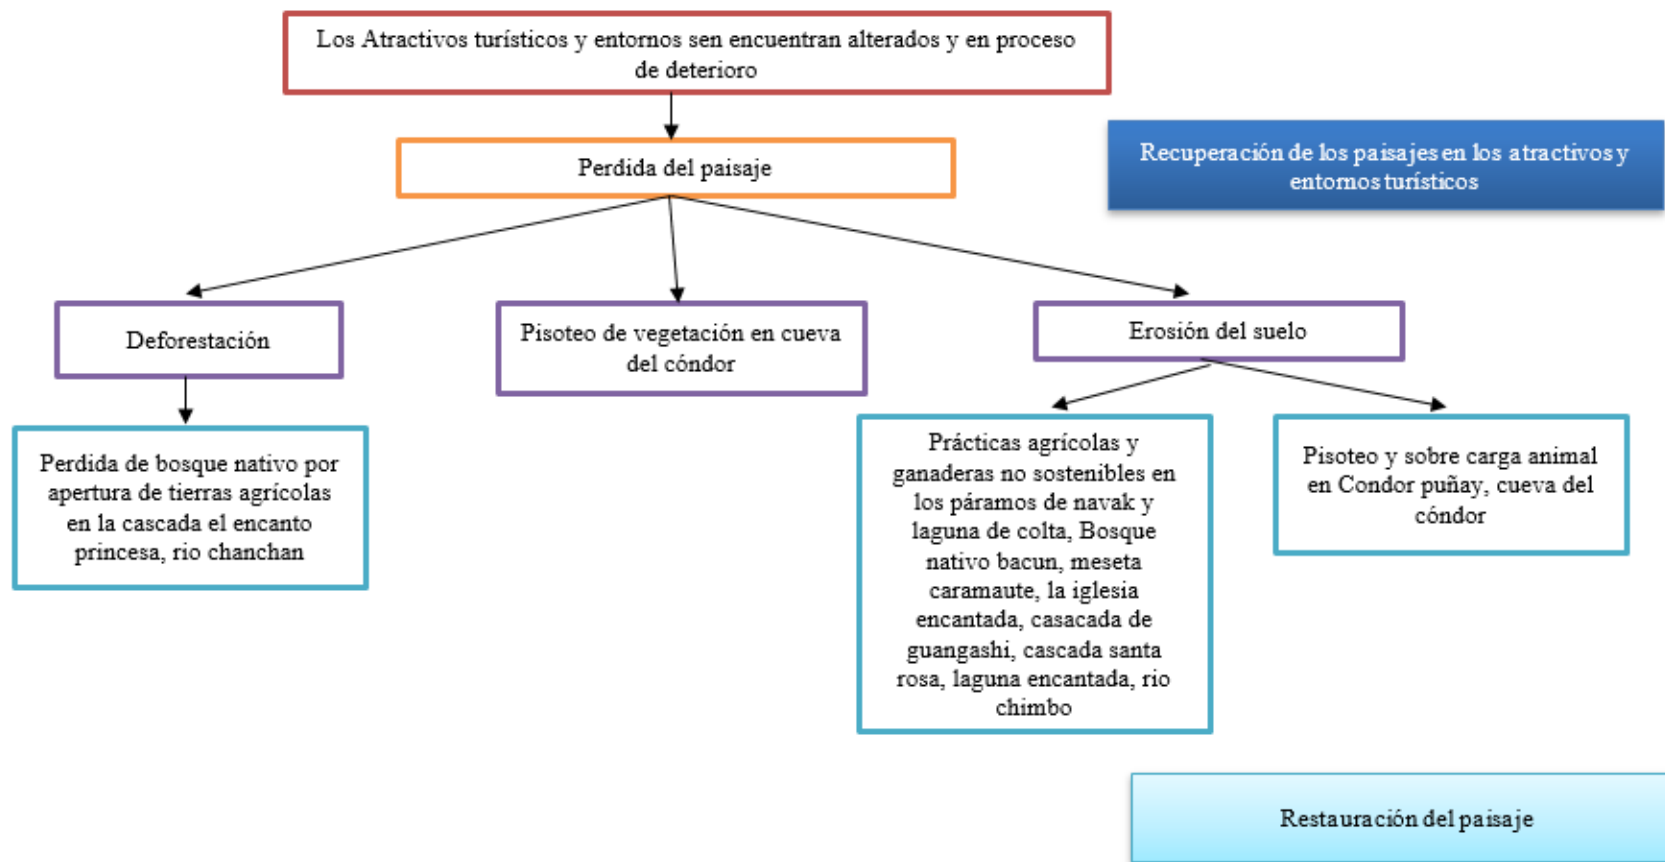 Los Atractivos turísticos y entornos sen encuentran alterados y en proceso
de deterioro
Perdida del paisaje
Recuperación de los paisajes en los atractivos y
entornos turísticos
Deforestación
Pisoteo de vegetación en cueva
del cóndor
Erosión del suelo
Perdida de bosque nativo por
apertura de tierras agrícolas
en la cascada el encanto
princesa, rio chanchan
Prácticas agrícolas y
ganaderas no sostenibles en
los páramos de navak y
laguna de colta, Bosque
nativo bacun, meseta
caramaute, la iglesia
encantada, casacada de
guangashi, cascada santa
rosa, laguna encantada, rio
chimbo
Pisoteo y sobre carga animal
en Condor puñay, cueva del
cóndor
Restauración del paisaje